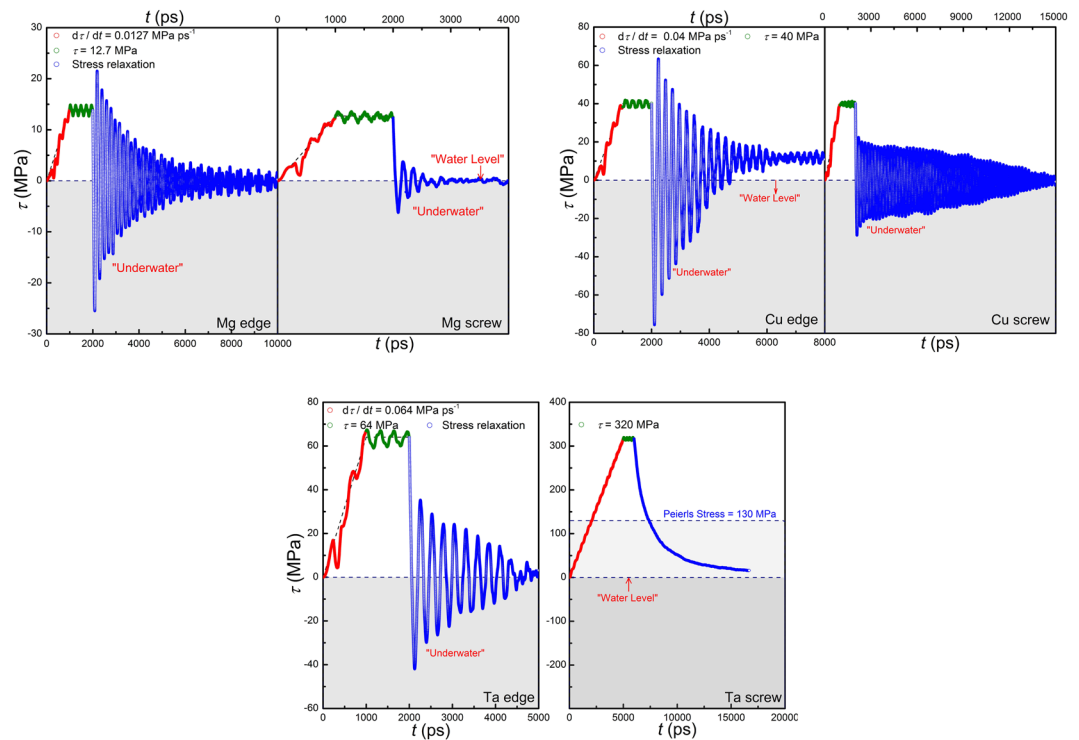 t (ps)
0 1000 2000 3000 4000
dτ / dt = 0.0127 MPa ps⁻¹
τ = 12.7 MPa
Stress relaxation
τ (MPa)
30
20
10
0
-10
-20
-30
"Water Level"
"Underwater"
"Underwater"
Mg edge
Mg screw
0 2000 4000 6000 8000 10000
t (ps)
t (ps)
t (ps)
0 3000 6000 9000 12000 15000
dτ / dt = 0.04 MPa ps⁻¹
τ = 40 MPa
Stress relaxation
τ (MPa)
80
60
40
20
0
-20
-40
-60
-80
"Water Level"
"Underwater"
"Underwater"
Cu edge
Cu screw
0 2000 4000 6000 8000
t (ps)
t (ps)
dτ / dt = 0.064 MPa ps⁻¹
τ = 64 MPa
Stress relaxation
τ (MPa)
80
60
40
20
0
-20
-40
-60
"Underwater"
Ta edge
0 1000 2000 3000 4000 5000
t (ps)
τ = 320 MPa
400
300
200
100
0
-100
-200
Peierls Stress = 130 MPa
"Water Level"
Ta screw
0 5000 10000 15000 20000
t (ps)